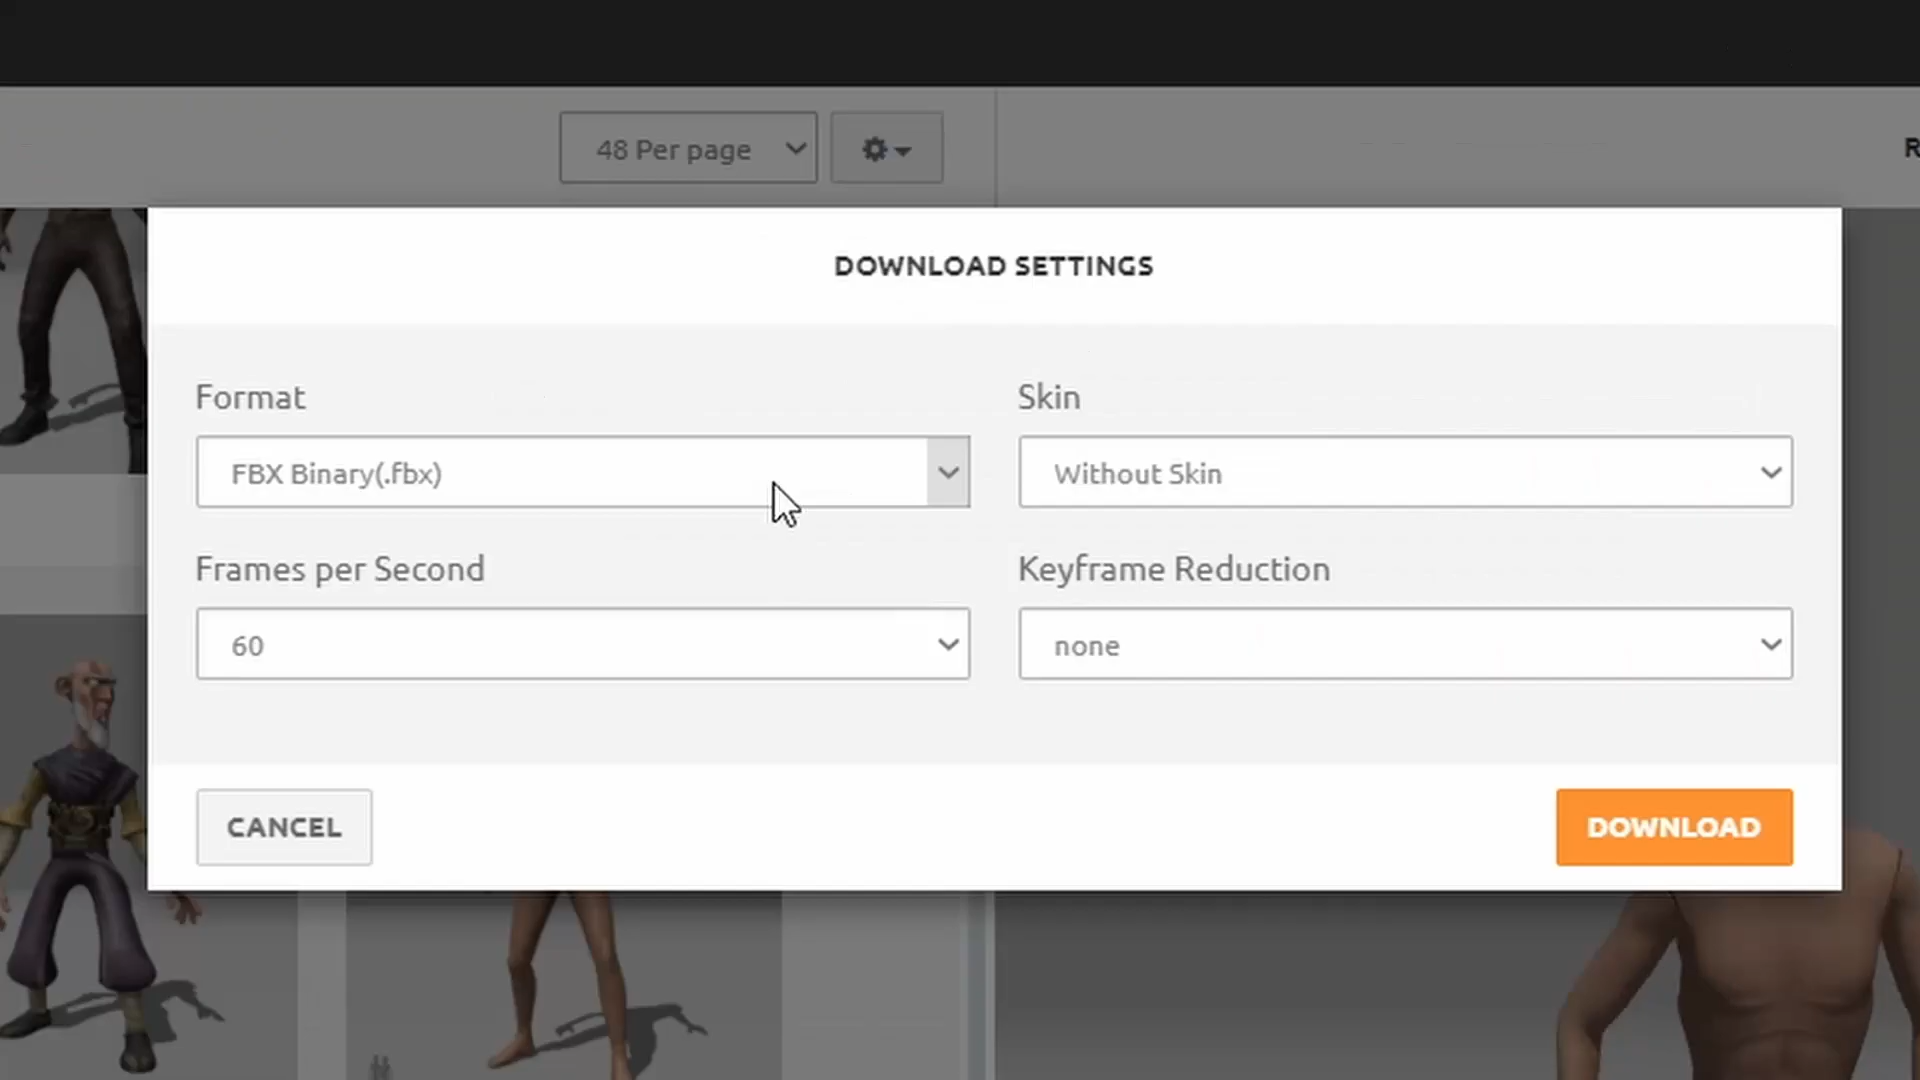 48 Per page
R
DOWNLOAD SETTINGS
Format
Skin
FBX Binary(.fbx)
Without Skin
Frames per Second
Keyframe Reduction
60
none
CANCEL
DOWNLOAD